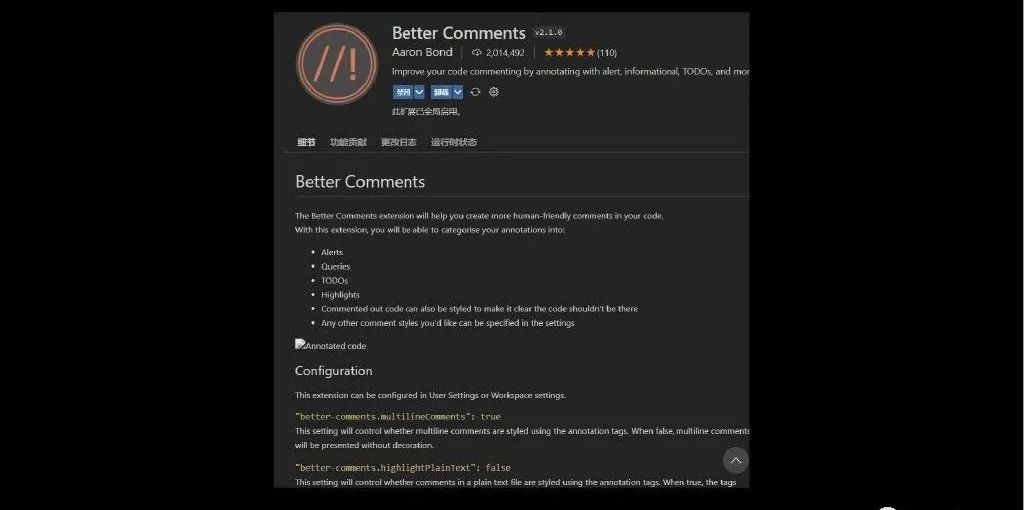 //!
Better Comments v2.1.0
Aaron Bond 2,014,492 ★★★★★(110)
Improve your code commenting by annotating with alert, informational, TODOs, and mor
禁用 卸载
此扩展已全局启用。
细节 功能贡献 更改日志 运行时状态
Better Comments
The Better Comments extension will help you create more human-friendly comments in your code.
With this extension, you will be able to categorise your annotations into:
• Alerts
• Queries
• TODOs
• Highlights
• Commented out code can also be styled to make it clear the code shouldn't be there
• Any other comment styles you'd like can be specified in the settings
Annotated code
Configuration
This extension can be configured in User Settings or Workspace settings.
"better-comments.multilineComments": true
This setting will control whether multiline comments are styled using the annotation tags. When false, multiline comments
will be presented without decoration.
"better-comments.highlightPlainText": false
This setting will control whether comments in a plain text file are styled using the annotation tags. When true, the tags